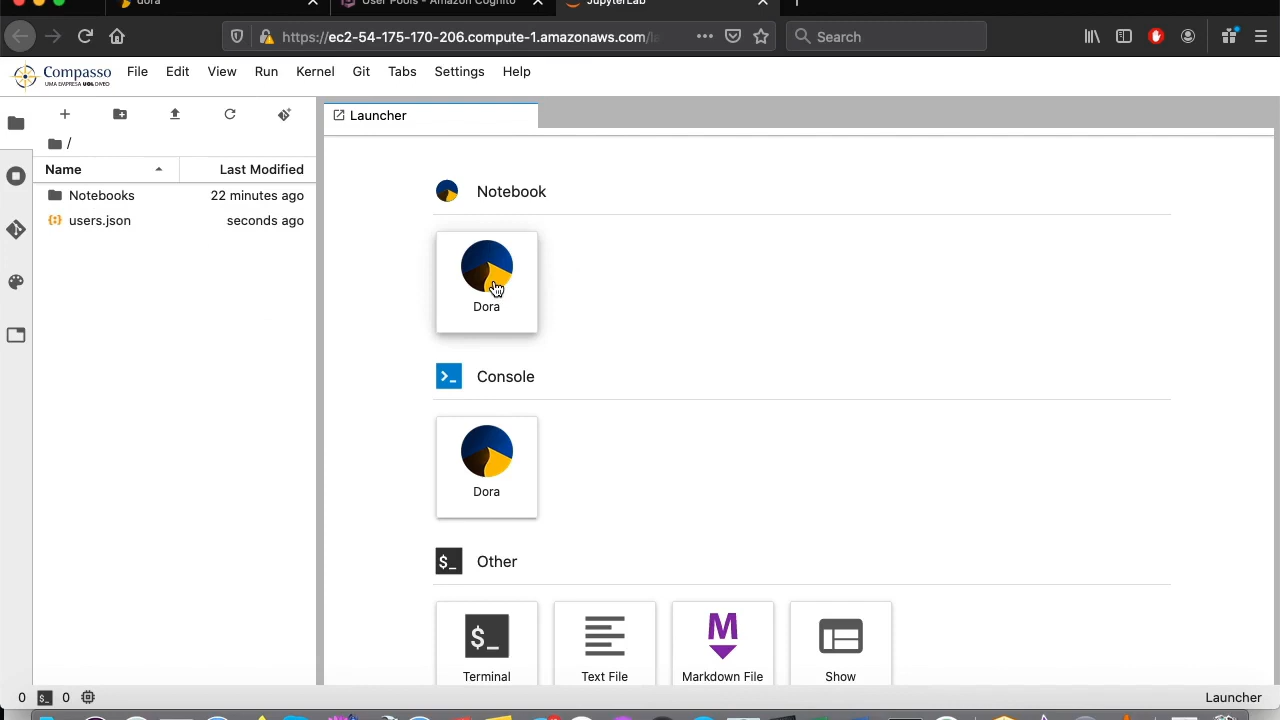 dora
User Pools - Amazon Cognito
JupyterLab
https://ec2-54-175-170-206.compute-1.amazonaws.com/
Search
Compasso
UMA EMPRESA UOL DIVEO
File Edit View Run Kernel Git Tabs Settings Help
Launcher
/
Name Last Modified
Notebooks 22 minutes ago
users.json seconds ago
Notebook
Dora
Console
Dora
$_ Other
Terminal Text File Markdown File Show
0 $_ 0 Launcher